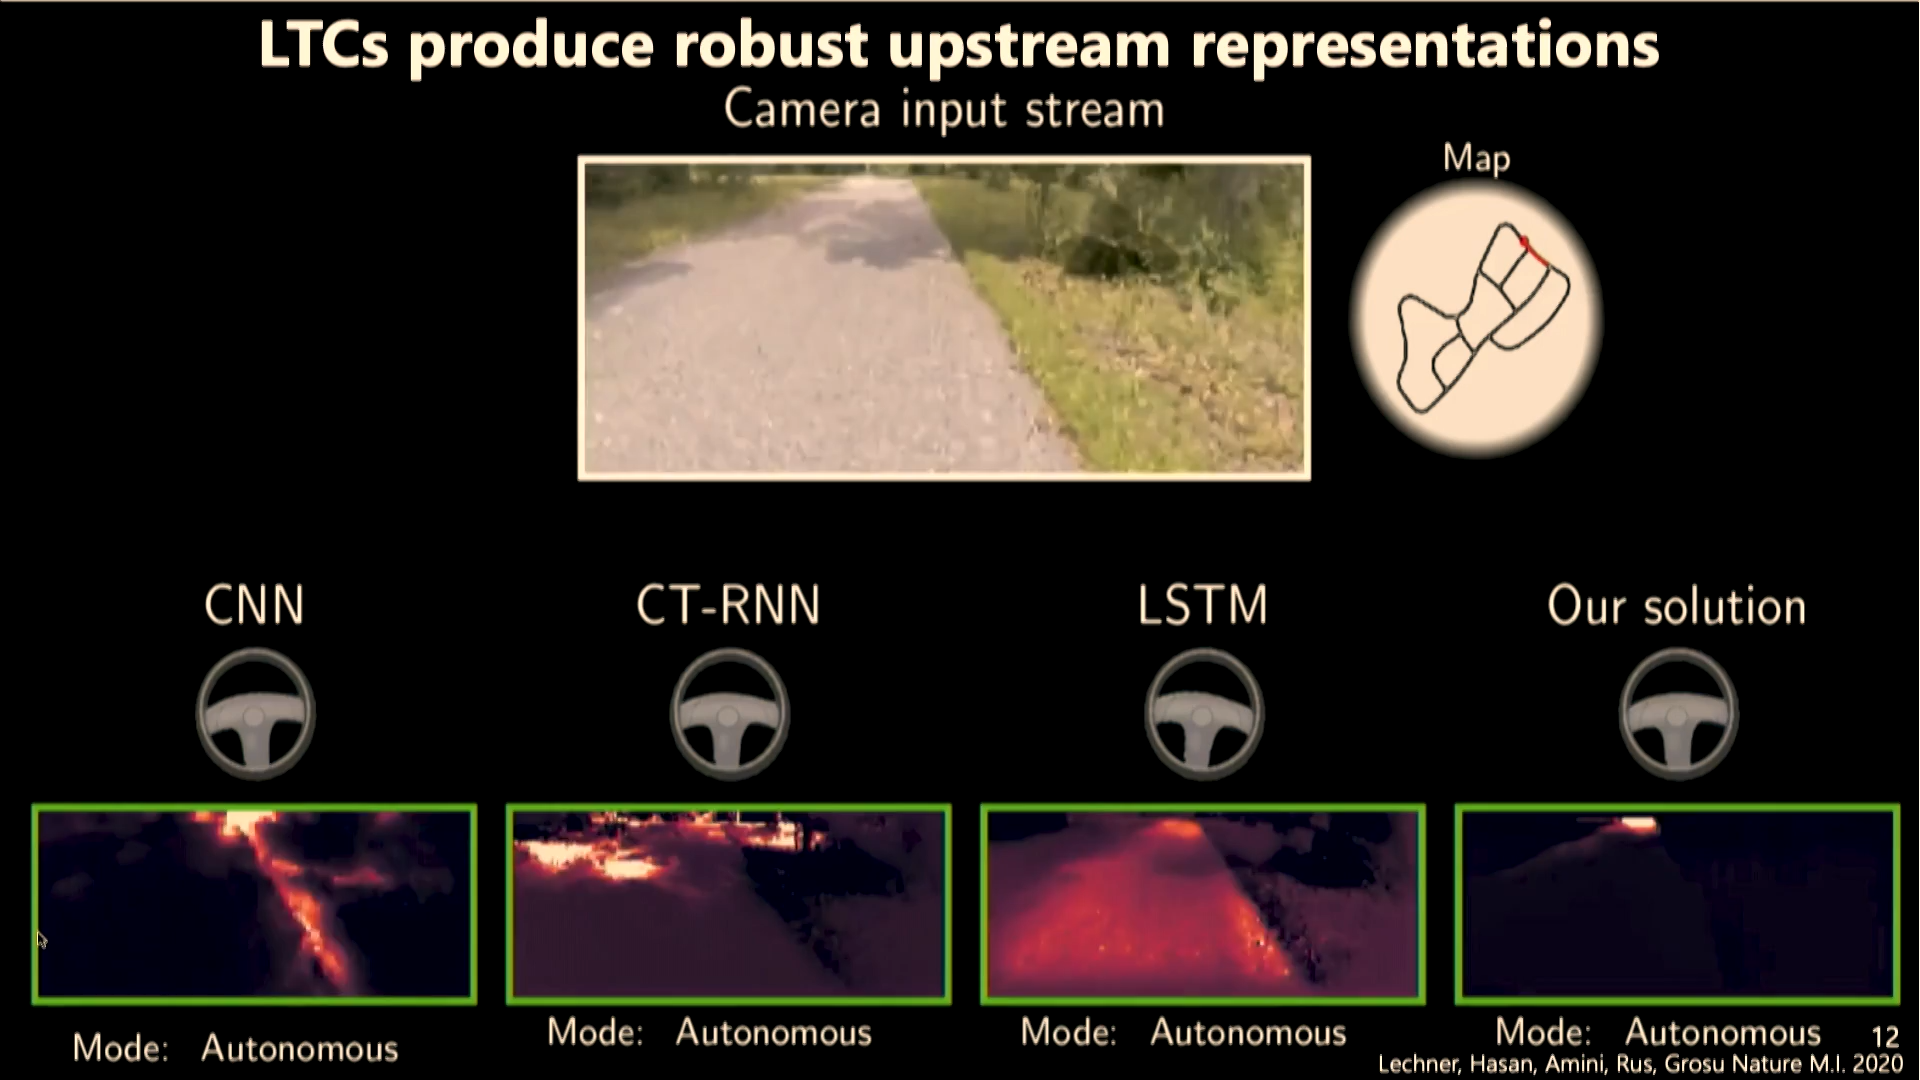 LTCs produce robust upstream representations
Camera input stream
Map
CNN
CT-RNN
LSTM
Our solution
Mode: Autonomous
Mode: Autonomous
Mode: Autonomous
Mode: Autonomous
12
Lechner, Hasan, Amini, Rus, Grosu Nature M.I. 2020